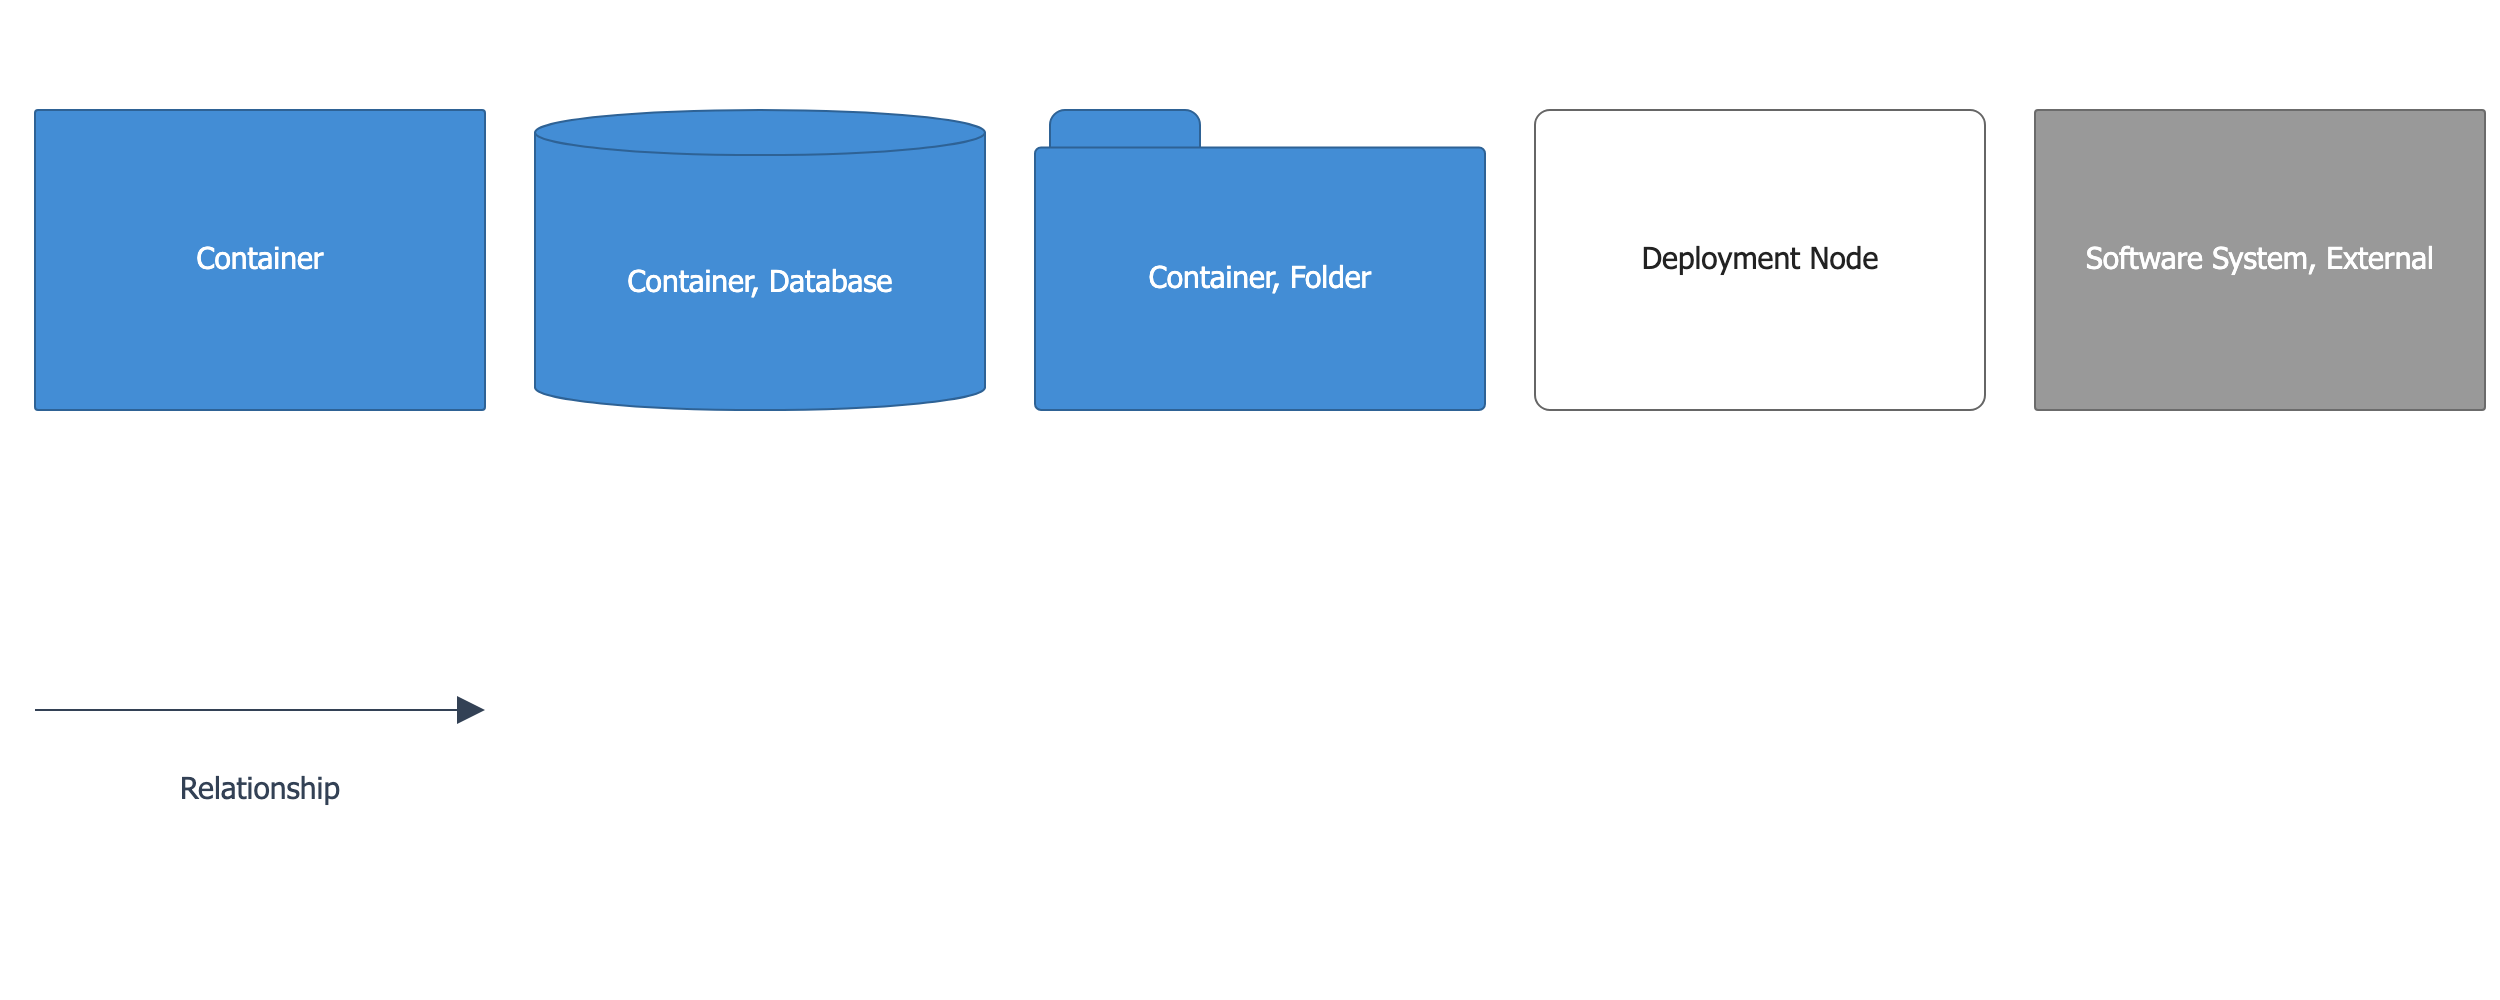 Container
Container, Database
Container, Folder
Deployment Node
Software System, External
Relationship